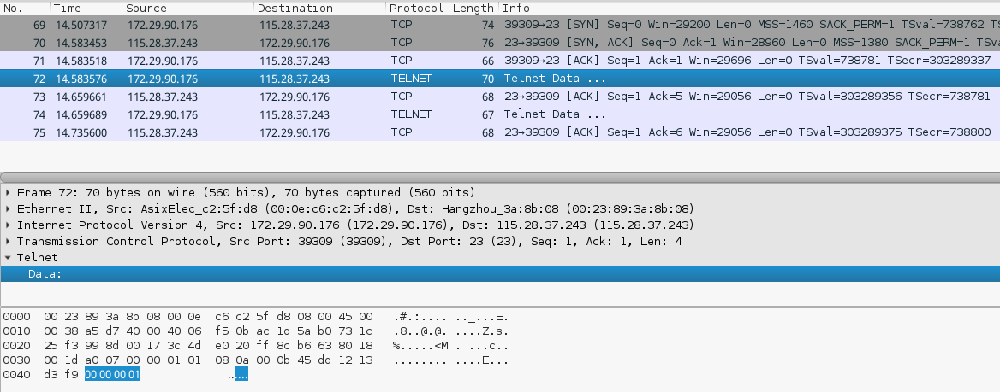 No. Time Source Destination Protocol Length Info
69 14.507317 172.29.90.176 115.28.37.243 TCP 74 39309→23 [SYN] Seq=0 Win=29200 Len=0 MSS=1460 SACK_PERM=1 TSval=738762 TS
70 14.583453 115.28.37.243 172.29.90.176 TCP 76 23→39309 [SYN, ACK] Seq=0 Ack=1 Win=28960 Len=0 MSS=1380 SACK_PERM=1 TSva
71 14.583518 172.29.90.176 115.28.37.243 TCP 66 39309→23 [ACK] Seq=1 Ack=1 Win=29696 Len=0 TSval=738781 TSecr=303289337
72 14.583576 172.29.90.176 115.28.37.243 TELNET 70 Telnet Data ...
73 14.659661 115.28.37.243 172.29.90.176 TCP 68 23→39309 [ACK] Seq=1 Ack=5 Win=29056 Len=0 TSval=303289356 TSecr=738781
74 14.659689 172.29.90.176 115.28.37.243 TELNET 67 Telnet Data ...
75 14.735600 115.28.37.243 172.29.90.176 TCP 68 23→39309 [ACK] Seq=1 Ack=6 Win=29056 Len=0 TSval=303289375 TSecr=738800
Frame 72: 70 bytes on wire (560 bits), 70 bytes captured (560 bits)
Ethernet II, Src: AsixElec_c2:5f:d8 (00:0e:c6:c2:5f:d8), Dst: Hangzhou_3a:8b:08 (00:23:89:3a:8b:08)
Internet Protocol Version 4, Src: 172.29.90.176 (172.29.90.176), Dst: 115.28.37.243 (115.28.37.243)
Transmission Control Protocol, Src Port: 39309 (39309), Dst Port: 23 (23), Seq: 1, Ack: 1, Len: 4
Telnet
Data:
0000 00 23 89 3a 8b 08 00 0e c6 c2 5f d8 08 00 45 00 .#.:.... .._...E.
0010 00 38 a5 d7 40 00 40 06 f5 0b ac 1d 5a b0 73 1c .8..@.@. ....Z.s.
0020 25 f3 99 8d 00 17 3c 4d e0 20 ff 8c b6 63 80 18 %.....<M . ...c..
0030 00 1d a0 07 00 00 01 01 08 0a 00 0b 45 dd 12 13 ........ ....E...
0040 d3 f9 00 00 00 01 ......